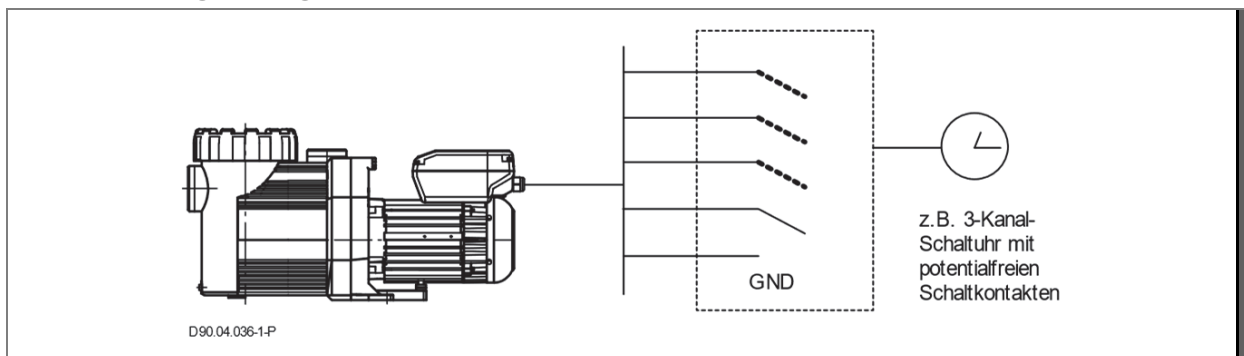 GND
z.B. 3-Kanal-
Schaltuhr mit
potentialfreien
Schaltkontakten
D90.04.036-1-P